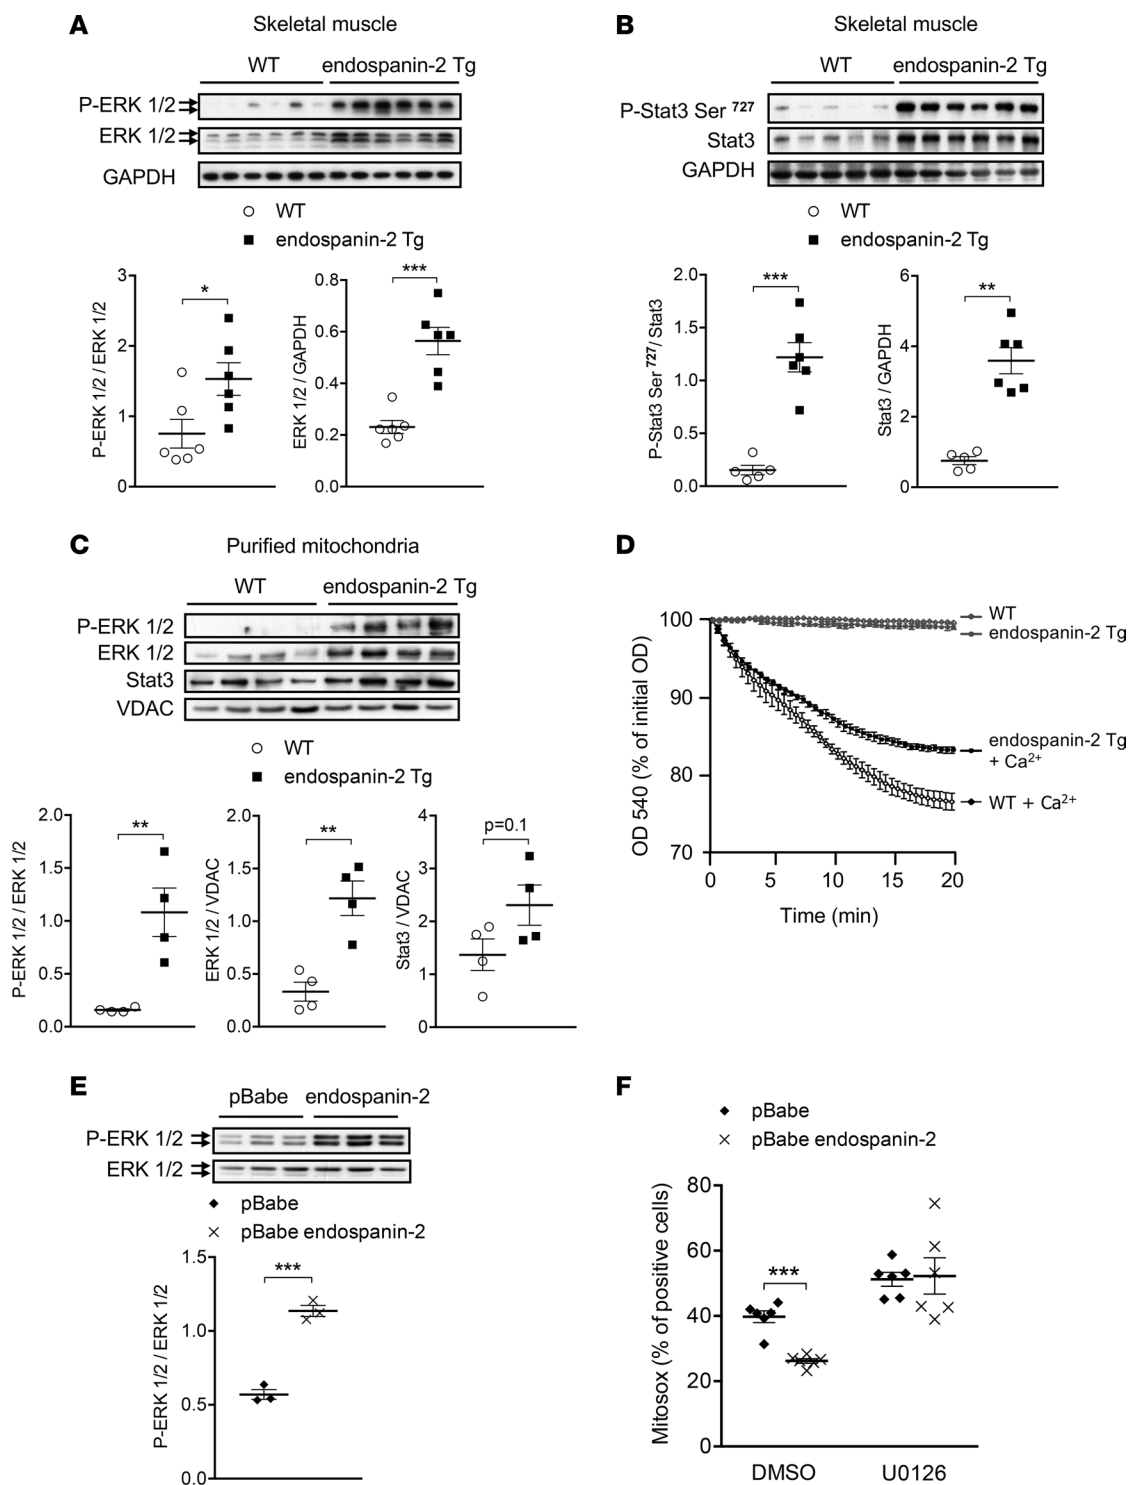 A
Skeletal muscle
WT
endospanin-2 Tg
P-ERK 1/2
ERK 1/2
GAPDH
WT
endospanin-2 Tg
3
2
1
0
P-ERK 1/2 / ERK 1/2
*
0.8
0.6
0.4
0.2
0.0
ERK 1/2 / GAPDH
***
B
Skeletal muscle
WT
endospanin-2 Tg
P-Stat3 Ser 727
Stat3
GAPDH
WT
endospanin-2 Tg
2.0
1.5
1.0
0.5
0.0
P-Stat3 Ser 727/ Stat3
***
6
4
2
0
Stat3 / GAPDH
**
C
Purified mitochondria
WT
endospanin-2 Tg
P-ERK 1/2
ERK 1/2
Stat3
VDAC
WT
endospanin-2 Tg
2.0
1.5
1.0
0.5
0.0
P-ERK 1/2 / ERK 1/2
**
2.0
1.5
1.0
0.5
0.0
ERK 1/2 / VDAC
**
4
3
2
1
0
Stat3 / VDAC
p=0.1
D
100
90
80
70
OD 540 (% of initial OD)
WT
endospanin-2 Tg
endospanin-2 Tg
+ Ca2+
WT + Ca2+
0
5
10
15
20
Time (min)
E
pBabe
endospanin-2
P-ERK 1/2
ERK 1/2
pBabe
pBabe endospanin-2
1.5
1.0
0.5
0.0
P-ERK 1/2 / ERK 1/2
***
F
pBabe
pBabe endospanin-2
80
60
40
20
0
Mitosox (% of positive cells)
***
DMSO
U0126